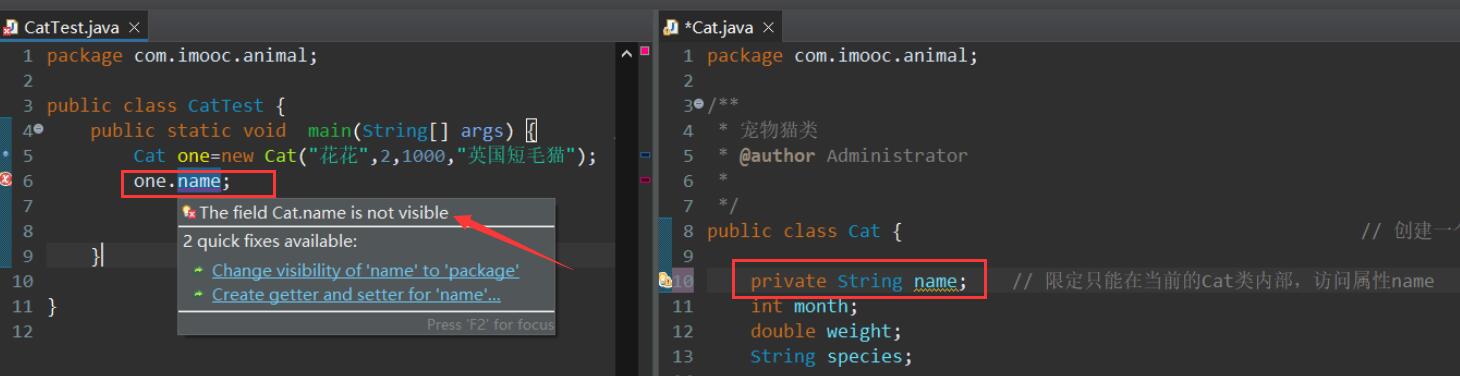 CatTest.java
1 package com.imooc.animal;
2
3 public class CatTest {
4 public static void main(String[] args) {
5 Cat one=new Cat("花花",2,1000,"英国短毛猫");
6 one.name;
7
8
9 }
10
11 }
12
The field Cat.name is not visible
2 quick fixes available:
Change visibility of 'name' to 'package'
Create getter and setter for 'name'...
Press 'F2' for focus
*Cat.java
1 package com.imooc.animal;
2
3 /**
4 * 宠物猫类
5 * @author Administrator
6 *
7 */
8 public class Cat { // 创建一
9
10 private String name; // 限定只能在当前的Cat类内部，访问属性name
11 int month;
12 double weight;
13 String species;